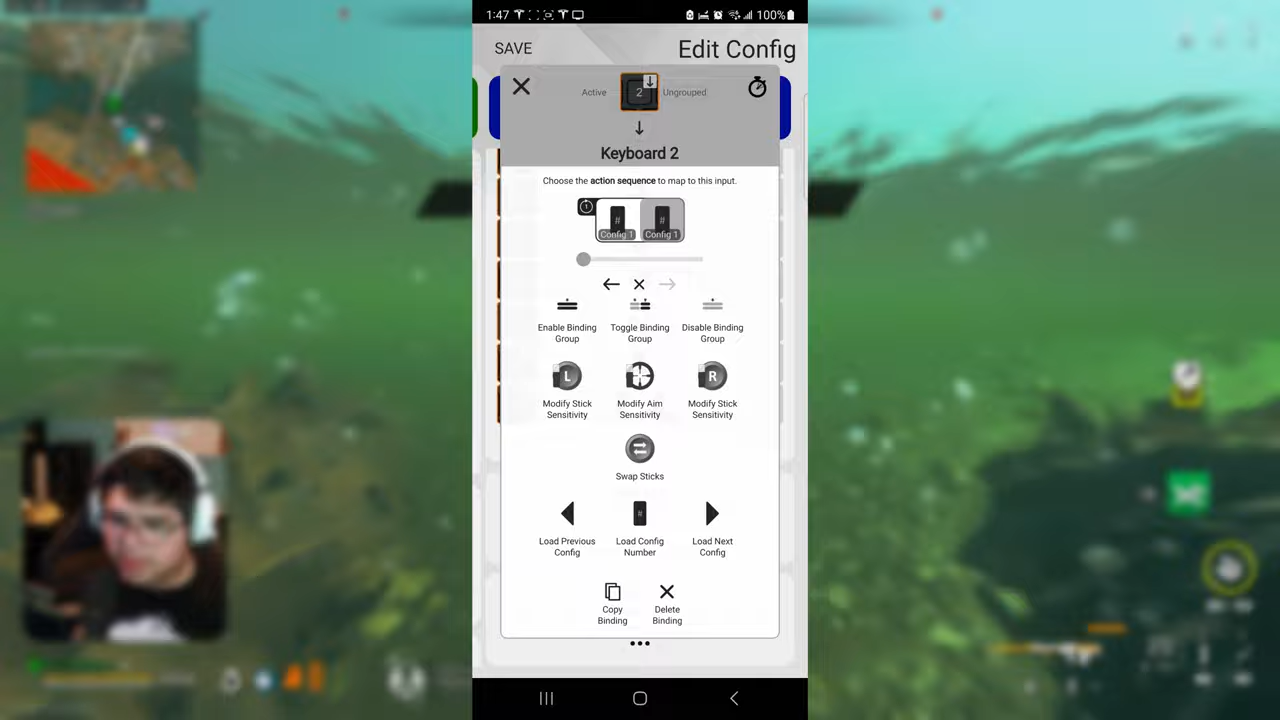 1:47
100%
SAVE
Edit Config
Active
2
Ungrouped
Keyboard 2
Choose the action sequence to map to this input.
1
#
#
Config 1
Config 1
Enable Binding
Group
Toggle Binding
Group
Disable Binding
Group
L
R
Modify Stick
Sensitivity
Modify Aim
Sensitivity
Modify Stick
Sensitivity
Swap Sticks
#
Load Previous
Config
Load Config
Number
Load Next
Config
Copy
Binding
Delete
Binding